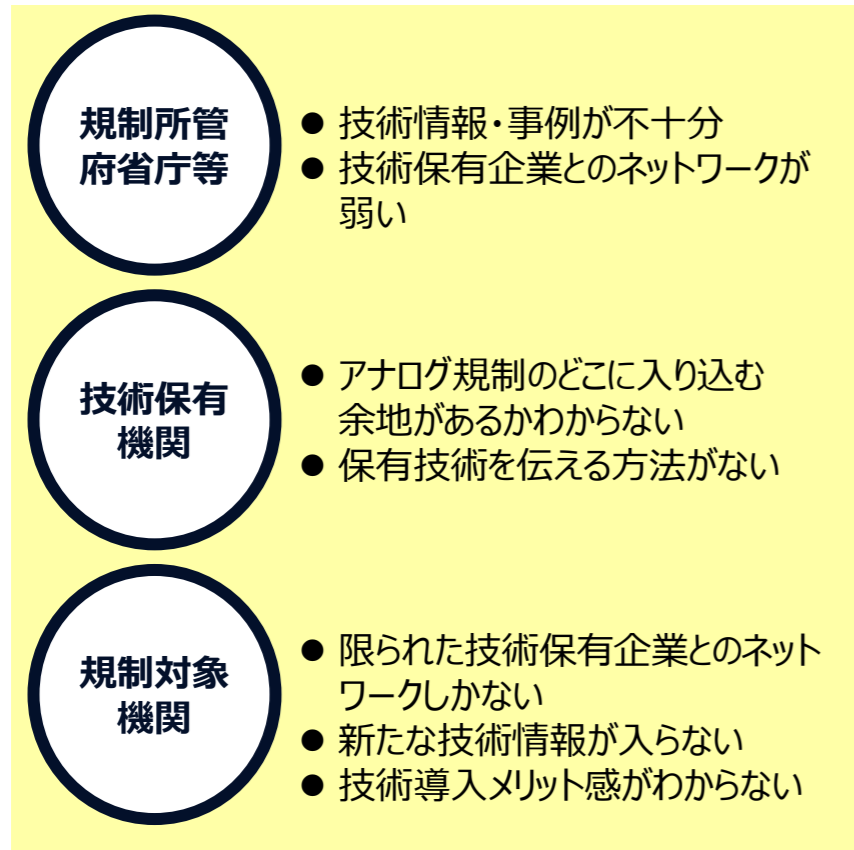 規制所管
府省庁等
● 技術情報・事例が不十分
● 技術保有企業とのネットワークが
弱い
技術保有
機関
● アナログ規制のどこに入り込む
余地があるかわからない
● 保有技術を伝える方法がない
規制対象
機関
● 限られた技術保有企業とのネット
ワークしかない
● 新たな技術情報が入らない
● 技術導入メリット感がわからない